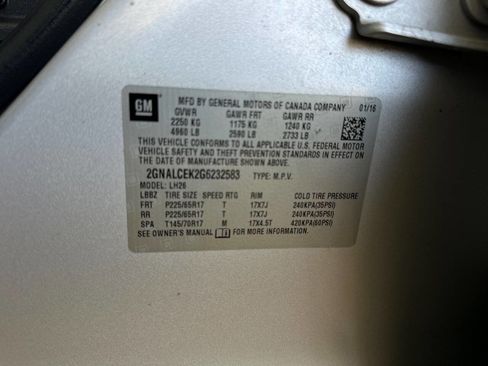 GM MFD BY GENERAL MOTORS OF CANADA COMPANY 01/16
GVWR GAWR FRT GAWR RR
2250 KG 1175 KG 1240 KG
4960 LB 2590 LB 2733 LB
THIS VEHICLE CONFORMS TO ALL APPLICABLE U.S. FEDERAL MOTOR
VEHICLE SAFETY AND THEFT PREVENTION STANDARDS IN EFFECT ON
THE DATE OF MANUFACTURE SHOWN ABOVE.
2GNALCEK2G6232583 TYPE: M.P.V.
MODEL: LH26
LBBZ TIRE SIZE SPEED RTG RIM COLD TIRE PRESSURE
FRT P225/65R17 T 17X7J 240KPA(35PSI)
RR P225/65R17 T 17X7J 240KPA(35PSI)
SPA T145/70R17 M 17X4.5T 420KPA(60PSI)
SEE OWNER'S MANUAL FOR MORE INFORMATION.